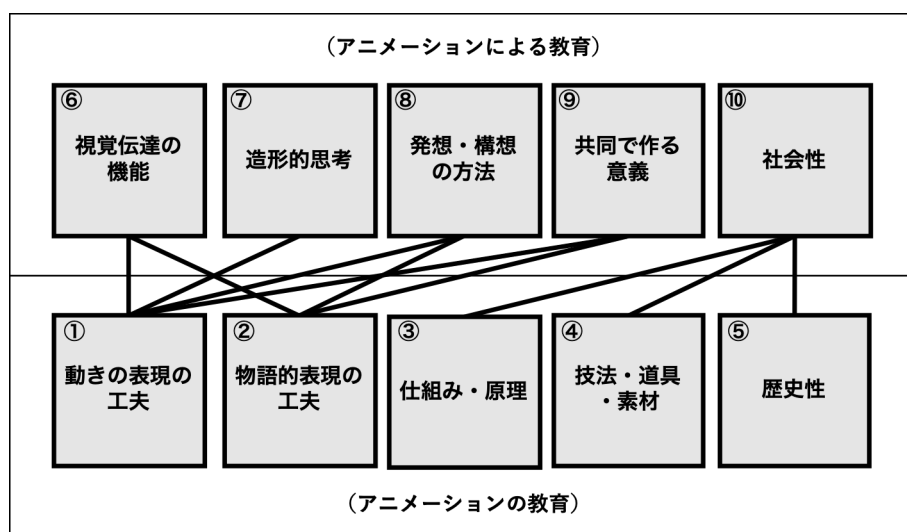 （アニメーションによる教育）
⑥
視覚伝達の
機能
⑦
造形的思考
⑧
発想・構想
の方法
⑨
共同で作る
意義
⑩
社会性
①
動きの表現の
工夫
②
物語的表現の
工夫
③
仕組み・原理
④
技法・道具
・素材
⑤
歴史性
（アニメーションの教育）